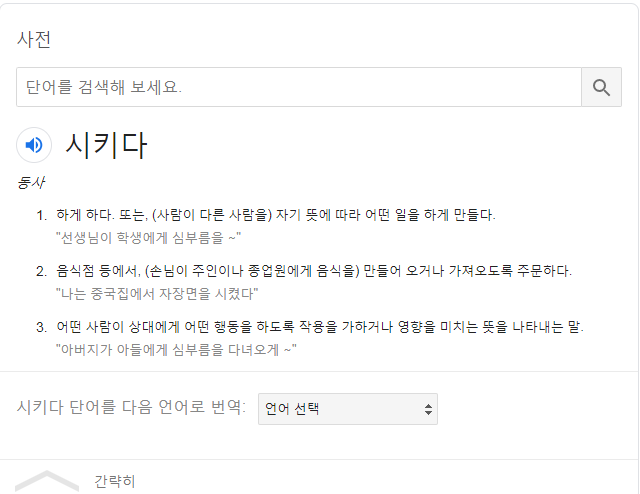 사전
단어를 검색해 보세요.
시키다
동사
1. 하게 하다. 또는, (사람이 다른 사람을) 자기 뜻에 따라 어떤 일을 하게 만들다.
"선생님이 학생에게 심부름을 ~"
2. 음식점 등에서, (손님이 주인이나 종업원에게 음식을) 만들어 오거나 가져오도록 주문하다.
"나는 중국집에서 자장면을 시켰다"
3. 어떤 사람이 상대에게 어떤 행동을 하도록 작용을 가하거나 영향을 미치는 뜻을 나타내는 말.
"아버지가 아들에게 심부름을 다녀오게 ~"
시키다 단어를 다음 언어로 번역: 언어 선택
간략히